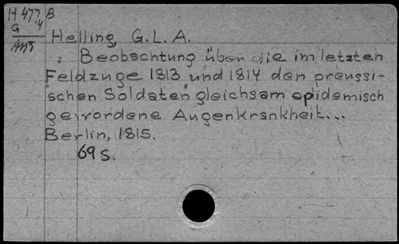 H 477,4 B
G
Am3
Helling, G. L. A.
: Beobachtung über die im letzten
Feldzuge 1813 und 1814 den preussi-
schen Soldaten gleichsam epidemisch
gewordene Augenkrankheit...
Berlin, 1815.
69 S.